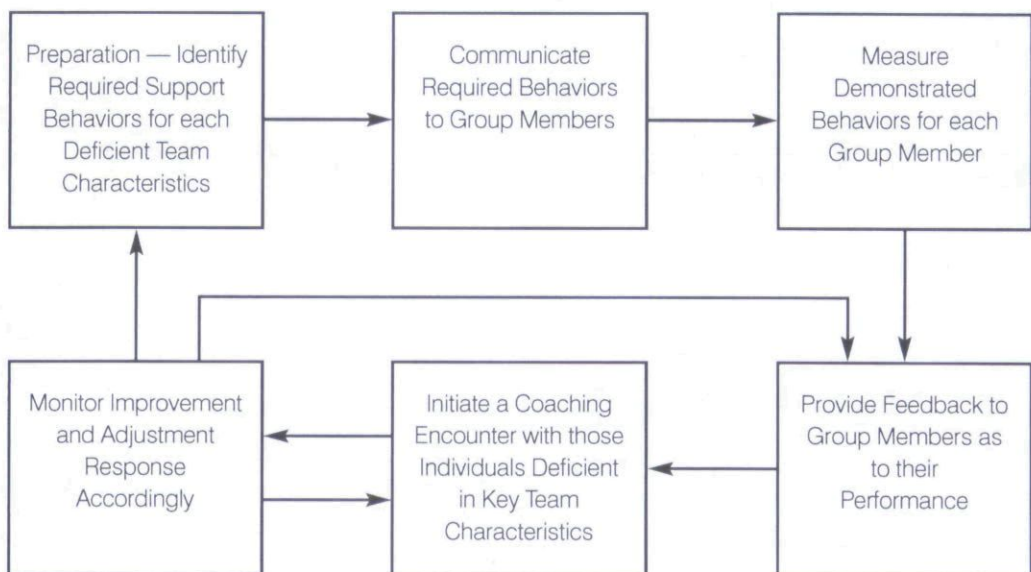 Preparation — Identify
Required Support
Behaviors for each
Deficient Team
Characteristics
Communicate
Required Behaviors
to Group Members
Measure
Demonstrated
Behaviors for each
Group Member
Monitor Improvement
and Adjustment
Response
Accordingly
Initiate a Coaching
Encounter with those
Individuals Deficient
in Key Team
Characteristics
Provide Feedback to
Group Members as
to their
Performance